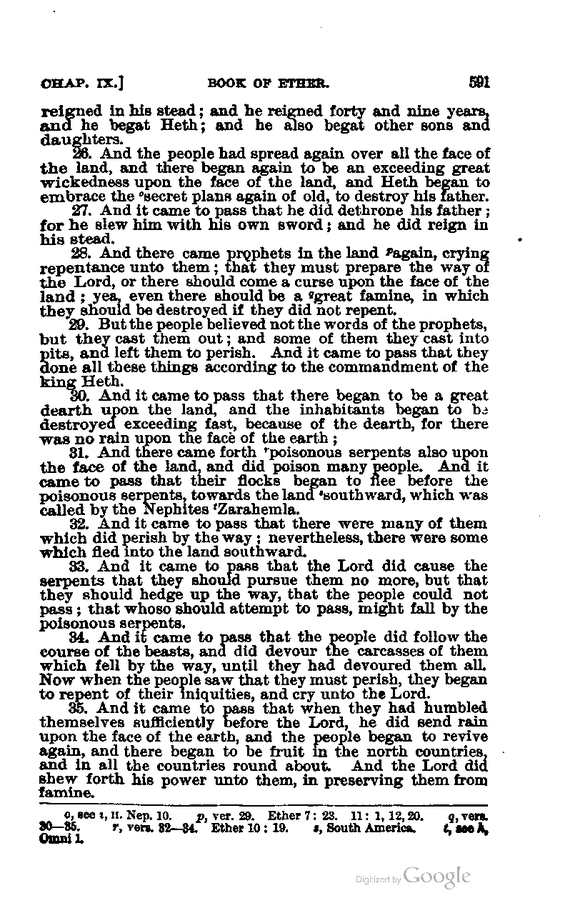 CHAP. IX.] BOOK OF ETHER. 591
reigned in his stead; and he reigned forty and nine years,
and he begat Heth; and he also begat other sons and
daughters.
26. And the people had spread again over all the face of
the land, and there began again to be an exceeding great
wickedness upon the face of the land, and Heth began to
embrace the °secret plans again of old, to destroy his father.
27. And it came to pass that he did dethrone his father;
for he slew him with his own sword; and he did reign in
his stead.
28. And there came prophets in the land ᵖagain, crying
repentance unto them; that they must prepare the way of
the Lord, or there should come a curse upon the face of the
land; yea, even there should be a qgreat famine, in which
they should be destroyed if they did not repent.
29. But the people believed not the words of the prophets,
but they cast them out; and some of them they cast into
pits, and left them to perish. And it came to pass that they
done all these things according to the commandment of the
king Heth.
30. And it came to pass that there began to be a great
dearth upon the land, and the inhabitants began to be
destroyed exceeding fast, because of the dearth, for there
was no rain upon the face of the earth;
31. And there came forth ʳpoisonous serpents also upon
the face of the land, and did poison many people. And it
came to pass that their flocks began to flee before the
poisonous serpents, towards the land ˢsouthward, which was
called by the Nephites ᵗZarahemla.
32. And it came to pass that there were many of them
which did perish by the way; nevertheless, there were some
which fled into the land southward.
33. And it came to pass that the Lord did cause the
serpents that they should pursue them no more, but that
they should hedge up the way, that the people could not
pass; that whoso should attempt to pass, might fall by the
poisonous serpents.
34. And it came to pass that the people did follow the
course of the beasts, and did devour the carcasses of them
which fell by the way, until they had devoured them all.
Now when the people saw that they must perish, they began
to repent of their iniquities, and cry unto the Lord.
35. And it came to pass that when they had humbled
themselves sufficiently before the Lord, he did send rain
upon the face of the earth, and the people began to revive
again, and there began to be fruit in the north countries,
and in all the countries round about. And the Lord did
shew forth his power unto them, in preserving them from
famine.
o, see i, II. Nep. 10. p, ver. 29. Ether 7: 23. 11: 1, 12, 20. q, vers.
30—35. r, vers. 32—34. Ether 10: 19. s, South America. t, see h,
Omni 1.
Digitized by Google